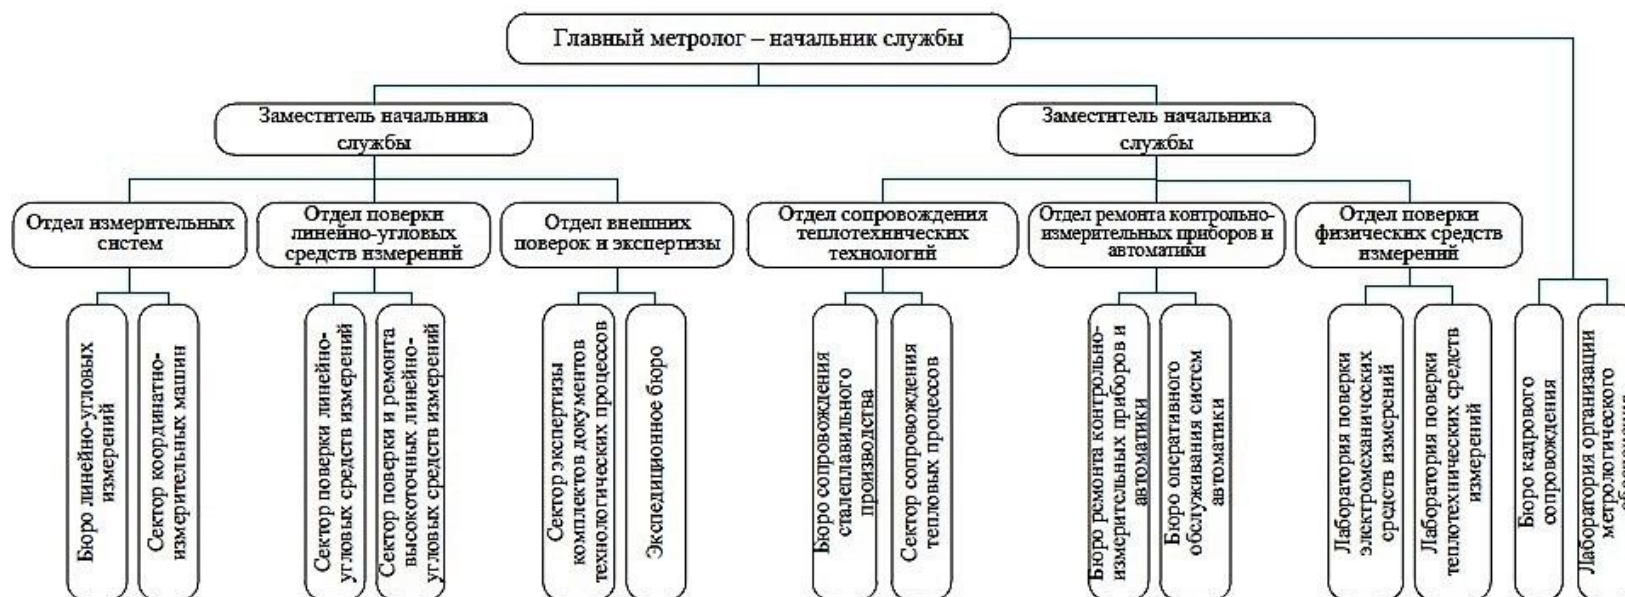 Главный метролог – начальник службы
Заместитель начальника
службы
Заместитель начальника
службы
Отдел измерительных
систем
Отдел поверки
линейно-угловых
средств измерений
Отдел внешних
поверок и экспертизы
Отдел сопровождения
теплотехнических
технологий
Отдел ремонта контрольно-
измерительных приборов и
автоматики
Отдел поверки
физических средств
измерений
Бюро линейно-угловых
измерений
Сектор координатно-
измерительных машин
Сектор поверки линейно-
угловых средств измерений
Сектор поверки и ремонта
высокоточных линейно-
угловых средств измерений
Сектор экспертизы
комплектов документов
технологических процессов
Экспедиционное бюро
Бюро сопровождения
сталеплавильного
производства
Сектор сопровождения
тепловых процессов
Бюро ремонта контрольно-
измерительных приборов и
автоматики
Бюро оперативного
обслуживания систем
автоматики
Лаборатория поверки
электромеханических
средств измерений
Лаборатория поверки
теплотехнических средств
измерений
Бюро кадрового
сопровождения
Лаборатория организации
метрологического